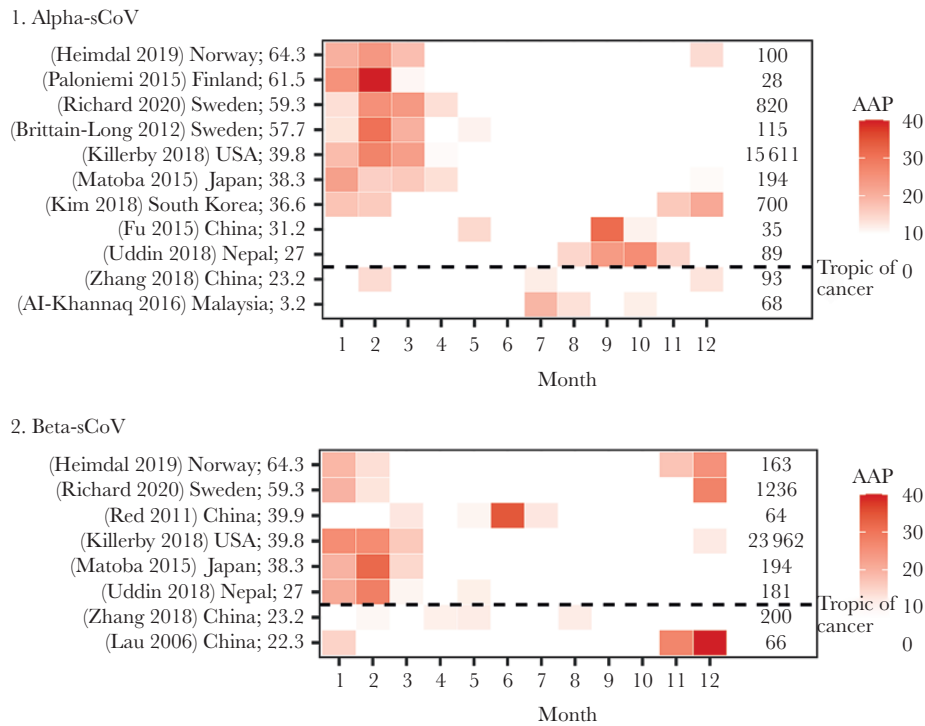 1. Alpha-sCoV
(Heimdal 2019) Norway; 64.3 100
(Paloniemi 2015) Finland; 61.5 28
(Richard 2020) Sweden; 59.3 820
(Brittain-Long 2012) Sweden; 57.7 115
(Killerby 2018) USA; 39.8 15 611
(Matoba 2015) Japan; 38.3 194
(Kim 2018) South Korea; 36.6 700
(Fu 2015) China; 31.2 35
(Uddin 2018) Nepal; 27 89
(Zhang 2018) China; 23.2 93
(AI-Khannaq 2016) Malaysia; 3.2 68
Tropic of
cancer
AAP
40
30
20
10
0
1 2 3 4 5 6 7 8 9 10 11 12
Month
2. Beta-sCoV
(Heimdal 2019) Norway; 64.3 163
(Richard 2020) Sweden; 59.3 1236
(Red 2011) China; 39.9 64
(Killerby 2018) USA; 39.8 23 962
(Matoba 2015) Japan; 38.3 194
(Uddin 2018) Nepal; 27 181
(Zhang 2018) China; 23.2 200
(Lau 2006) China; 22.3 66
Tropic of
cancer
AAP
40
30
20
10
0
1 2 3 4 5 6 7 8 9 10 11 12
Month